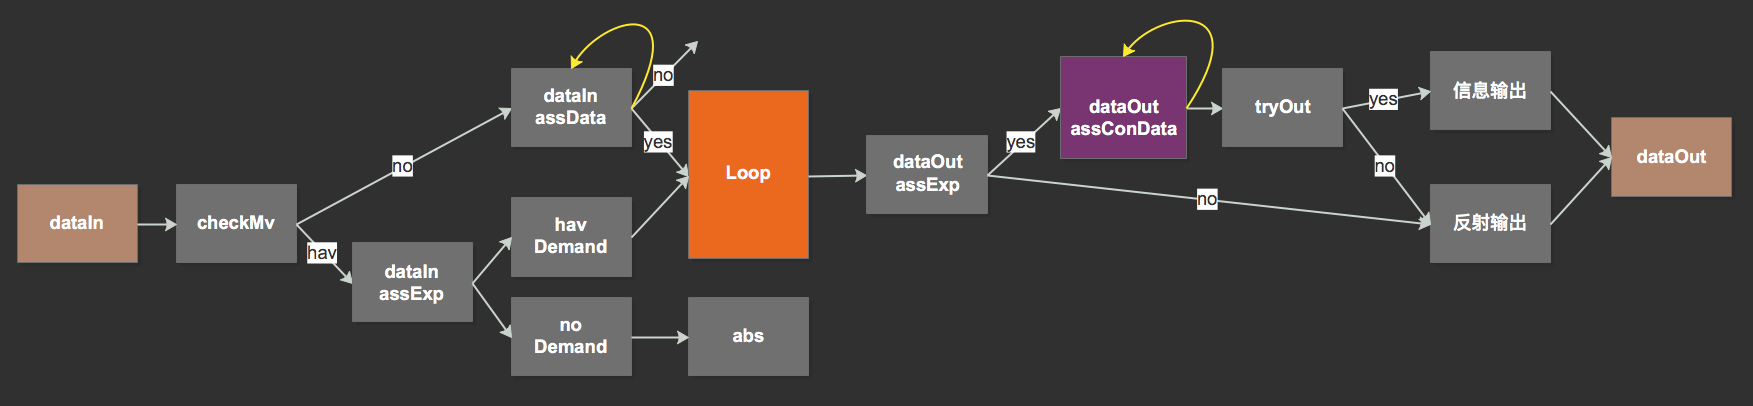 dataIn
checkMv
no
hav
dataIn
assExp
dataIn
assData
no
yes
hav
Demand
no
Demand
abs
Loop
dataOut
assExp
yes
no
dataOut
assConData
tryOut
yes
no
信息输出
反射输出
dataOut